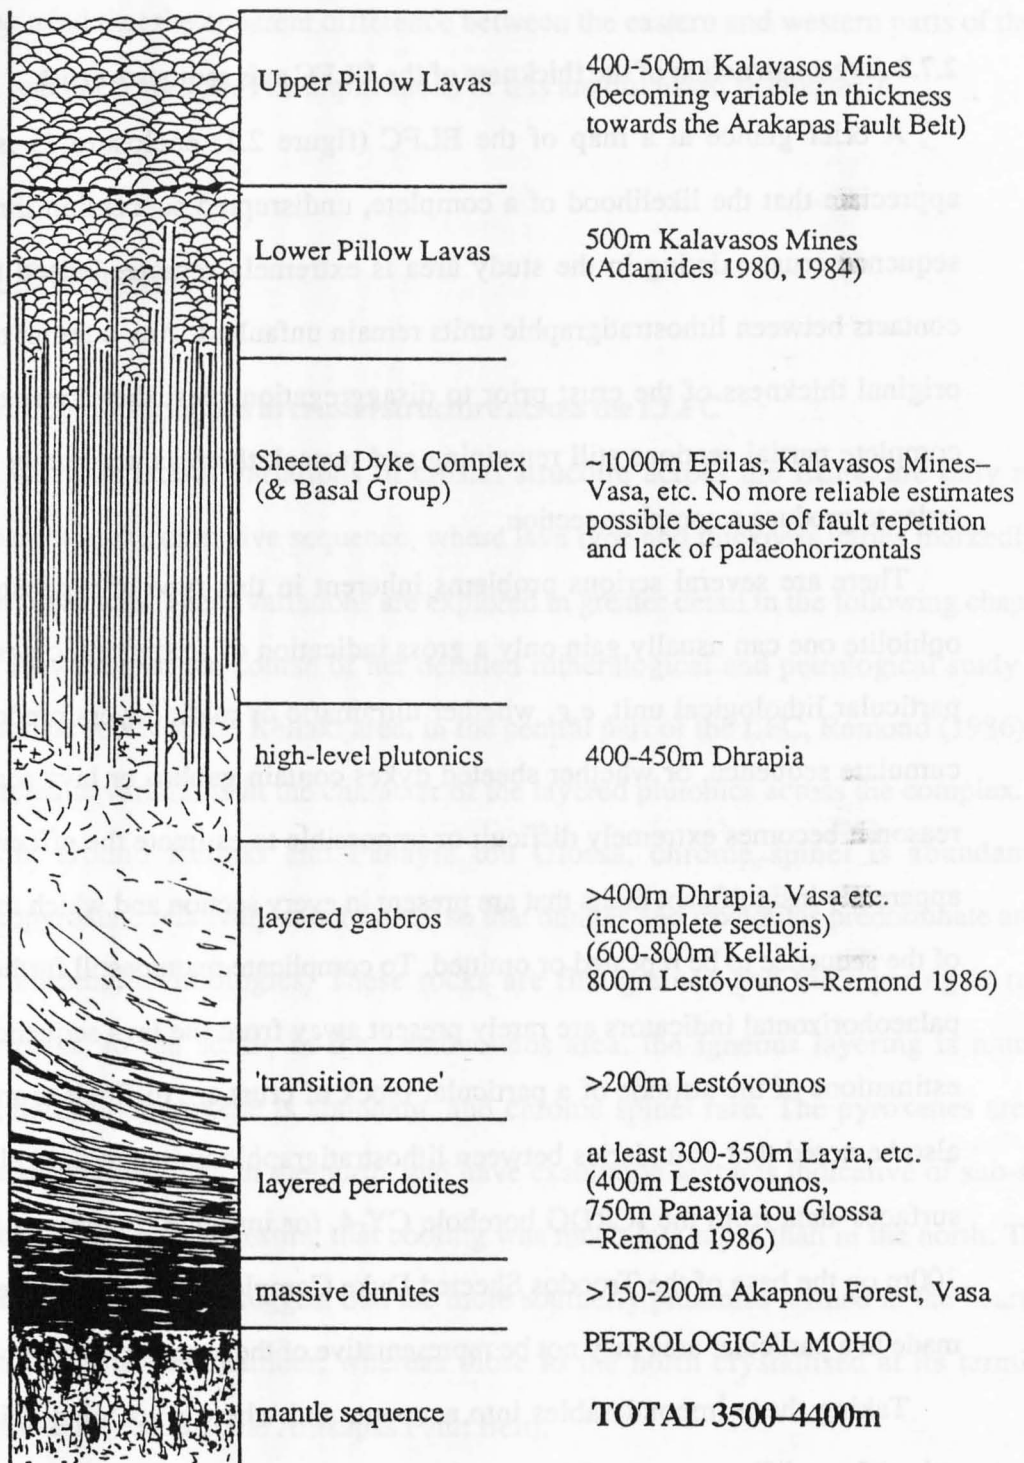 Upper Pillow Lavas
400-500m Kalavasos Mines
(becoming variable in thickness
towards the Arakapas Fault Belt)
Lower Pillow Lavas
500m Kalavasos Mines
(Adamides 1980, 1984)
Sheeted Dyke Complex
(& Basal Group)
~1000m Epilas, Kalavasos Mines–
Vasa, etc. No more reliable estimates
possible because of fault repetition
and lack of palaeohorizontals
high-level plutonics
400-450m Dhrapia
layered gabbros
>400m Dhrapia, Vasa etc.
(incomplete sections)
(600-800m Kellaki,
800m Lestóvounos–Remond 1986)
'transition zone'
>200m Lestóvounos
layered peridotites
at least 300-350m Layia, etc.
(400m Lestóvounos,
750m Panayia tou Glossa
–Remond 1986)
massive dunites
>150-200m Akapnou Forest, Vasa
PETROLOGICAL MOHO
mantle sequence
TOTAL 3500-4400m